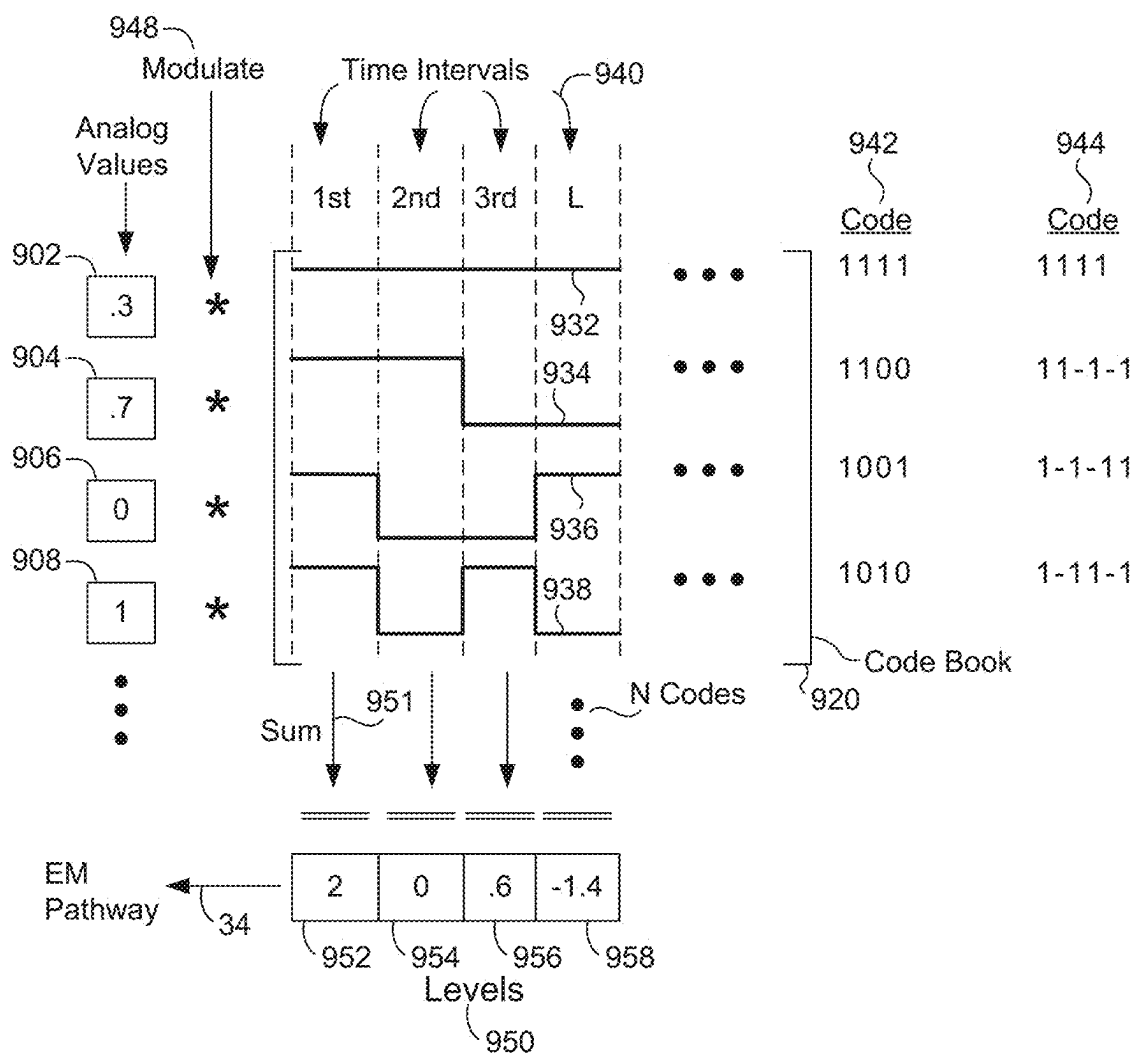 948
Modulate
Time Intervals
940
Analog
Values
1st 2nd 3rd L
942
Code
944
Code
902
.3
*
932
1111
1111
904
.7
*
934
1100
11-1-1
906
0
*
936
1001
1-1-11
908
1
*
938
1010
1-11-1
Code Book
920
951
Sum
N Codes
EM
Pathway
34
2 0 .6 -1.4
952 954 956 958
Levels
950